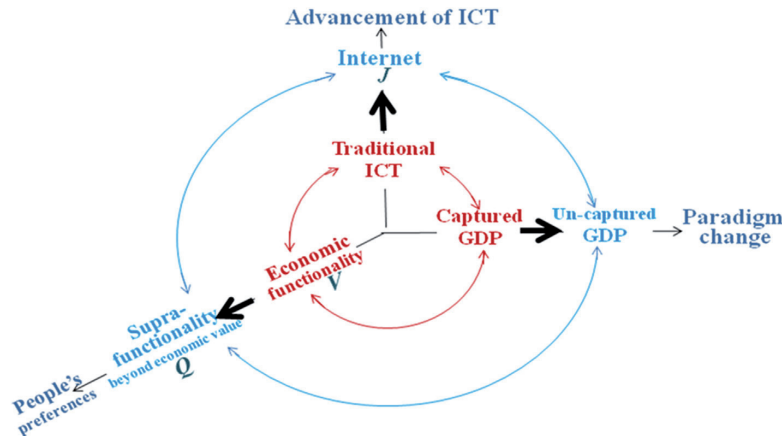 Advancement of ICT
Internet
J
Traditional
ICT
Captured
GDP
Un-captured
GDP
Paradigm
change
Economic
functionality
V
Supra-
functionality
beyond economic value
Q
People's
preferences